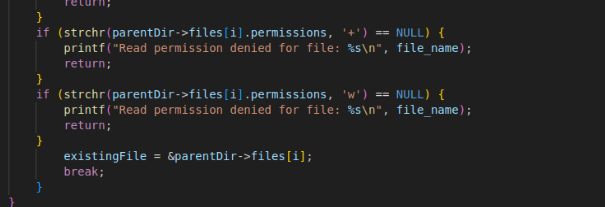 return;
}
if (strchr(parentDir->files[i].permissions, '+') == NULL) {
printf("Read permission denied for file: %s\n", file_name);
return;
}
if (strchr(parentDir->files[i].permissions, 'w') == NULL) {
printf("Read permission denied for file: %s\n", file_name);
return;
}
existingFile = &parentDir->files[i];
break;
}
}